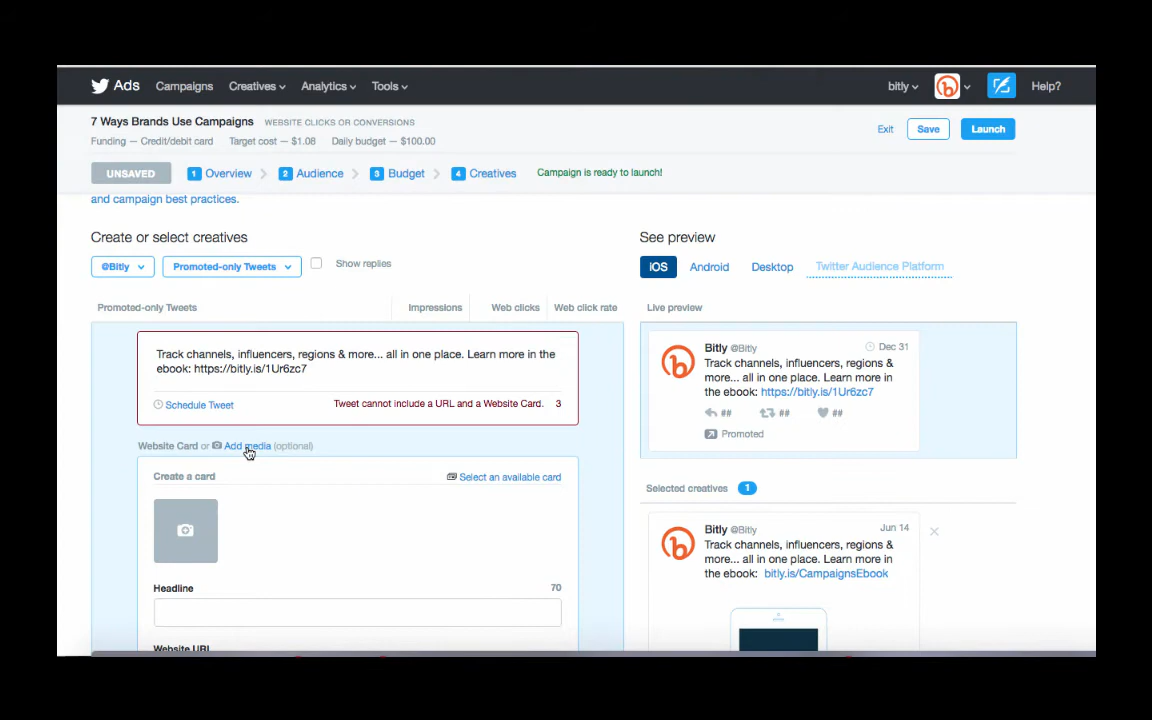 Ads Campaigns Creatives Analytics Tools bitly Help?
7 Ways Brands Use Campaigns WEBSITE CLICKS OR CONVERSIONS
Funding — Credit/debit card Target cost — $1.08 Daily budget — $100.00
Exit Save Launch
UNSAVED 1 Overview 2 Audience 3 Budget 4 Creatives Campaign is ready to launch!
and campaign best practices.
Create or select creatives
@Bitly Promoted-only Tweets Show replies
Promoted-only Tweets Impressions Web clicks Web click rate
Track channels, influencers, regions & more... all in one place. Learn more in the
ebook: https://bitly.is/1Ur6zc7
Schedule Tweet Tweet cannot include a URL and a Website Card. 3
Website Card or Add media (optional)
Create a card Select an available card
Headline 70
Website URL
See preview
iOS Android Desktop Twitter Audience Platform
Live preview
Bitly @Bitly Dec 31
Track channels, influencers, regions &
more... all in one place. Learn more in
the ebook: https://bitly.is/1Ur6zc7
## ## ##
Promoted
Selected creatives 1
Bitly @Bitly Jun 14
Track channels, influencers, regions &
more... all in one place. Learn more in
the ebook: bitly.is/CampaignsEbook